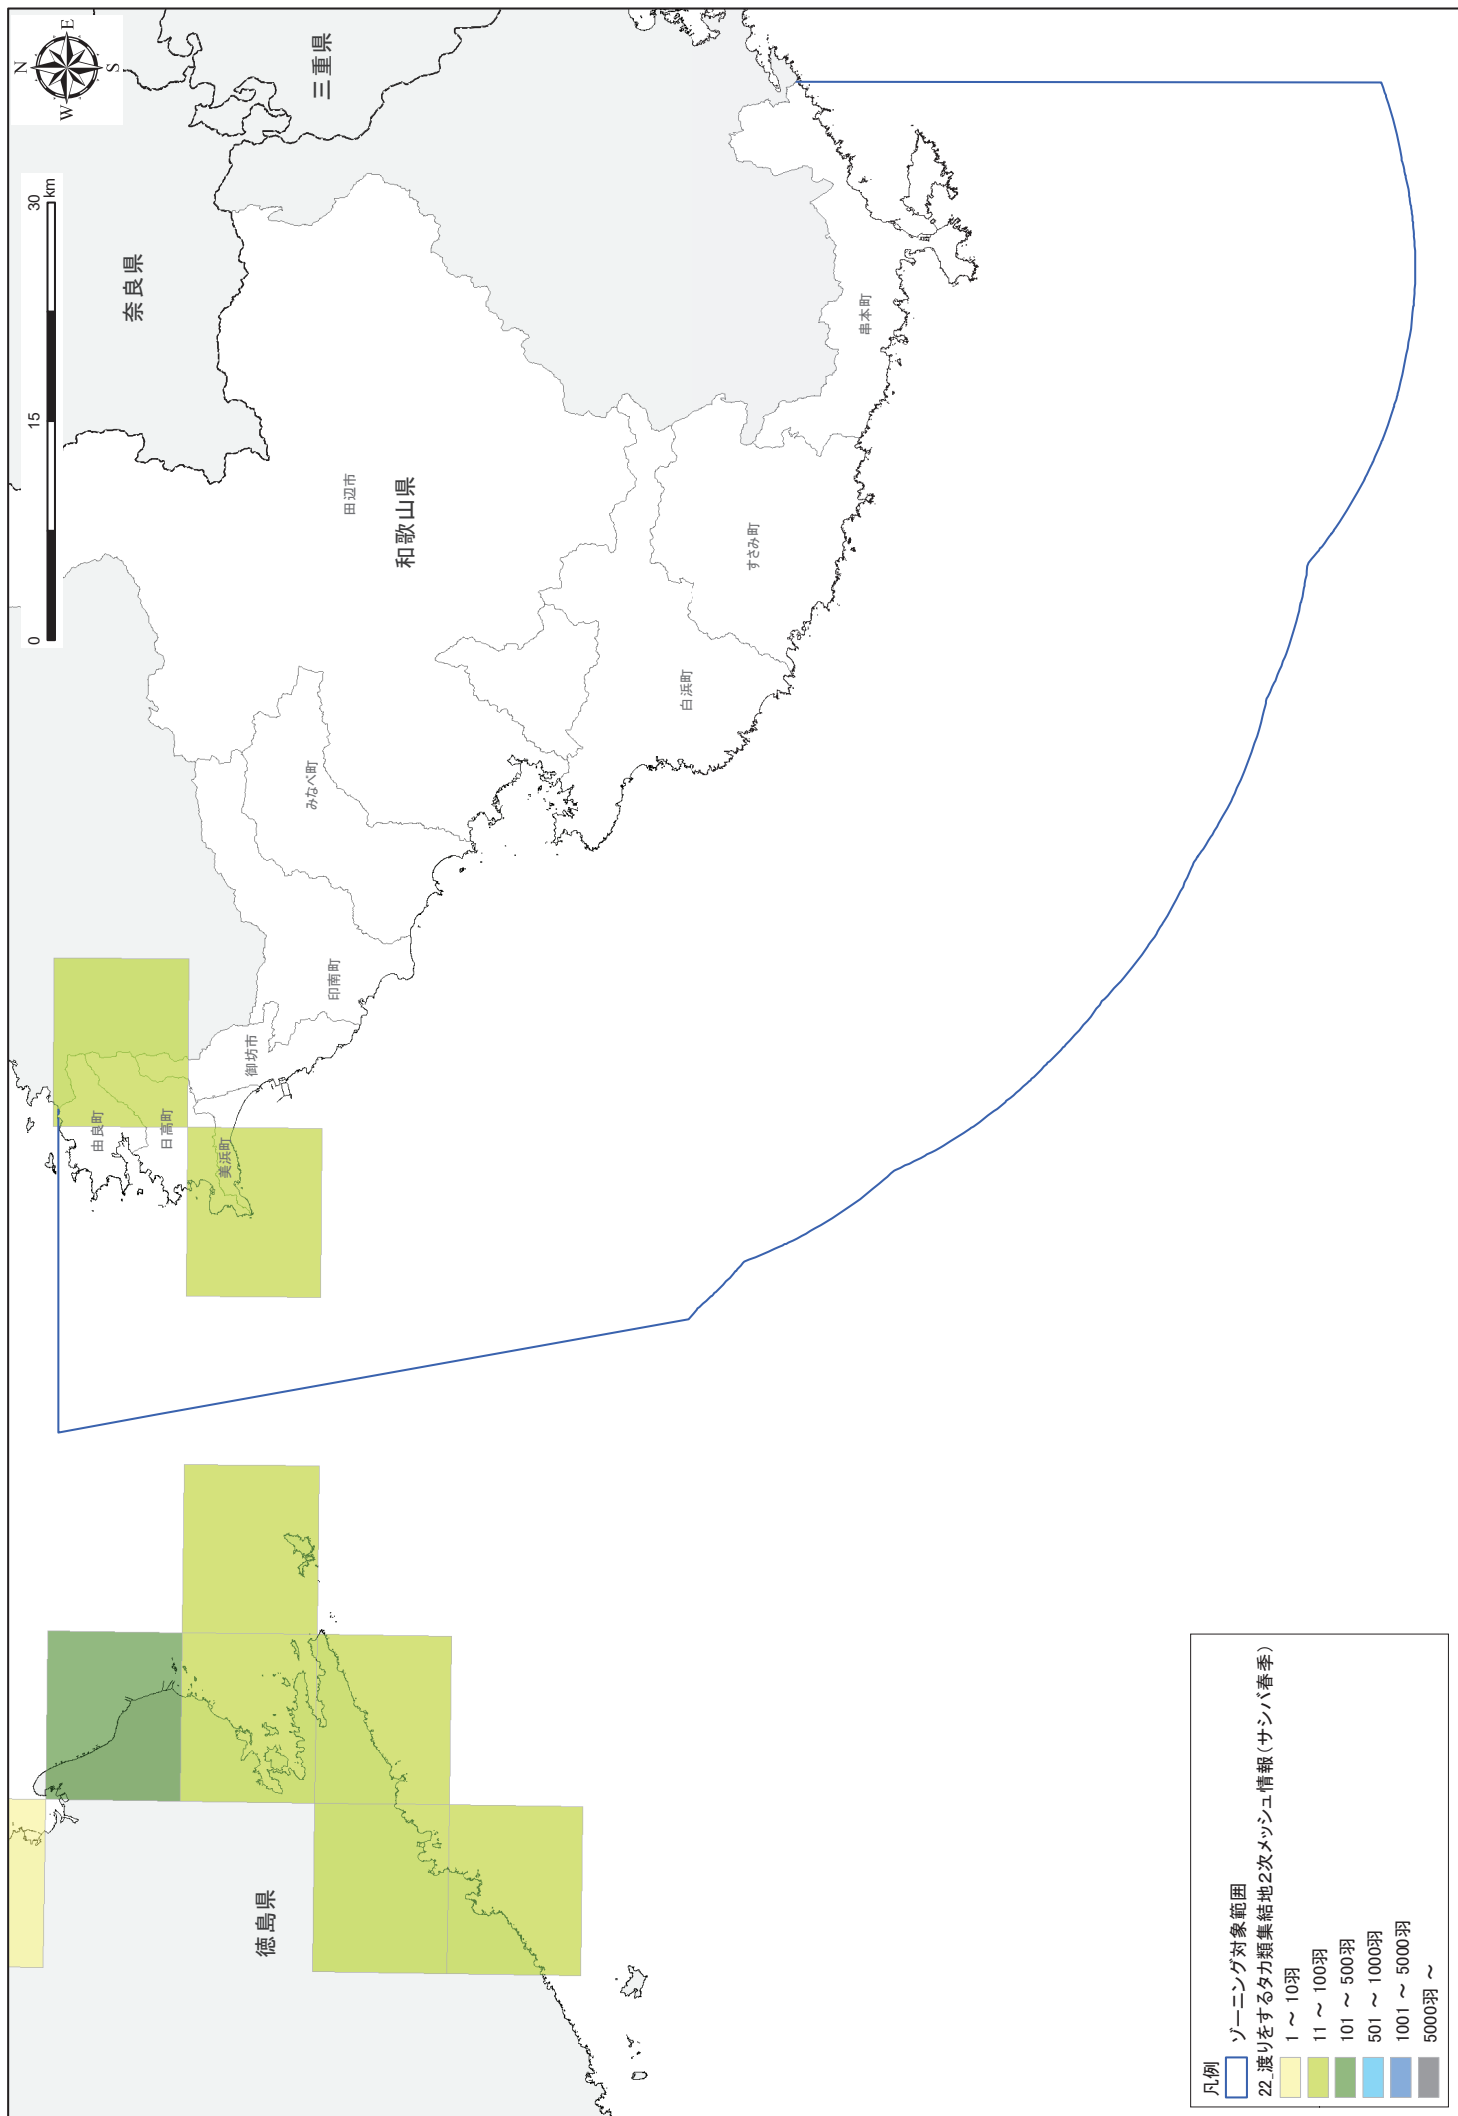 N
W
E
S
0
15
30
km
三重県
奈良県
和歌山県
田辺市
みなべ町
印南町
御坊市
由良町
日高町
美浜町
白浜町
すさみ町
串本町
徳島県
凡例
ゾーニング対象範囲
22_渡りをするタカ類集結地2次メッシュ情報(サシバ春季)
1 ～ 10羽
11 ～ 100羽
101 ～ 500羽
501 ～ 1000羽
1001 ～ 5000羽
5000羽 ～